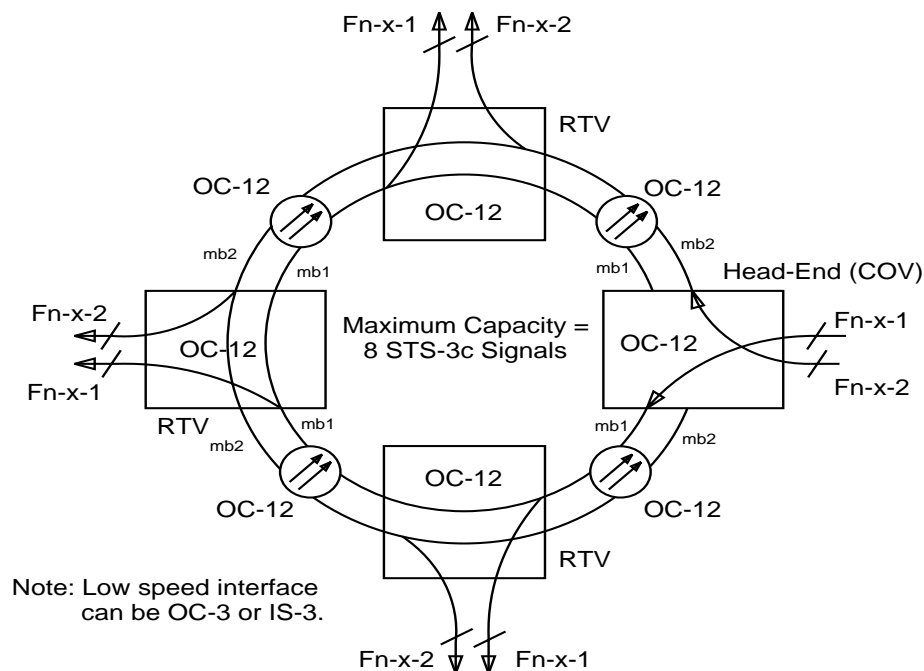 Fn-x-1
Fn-x-2
RTV
OC-12
OC-12
OC-12
mb2
mb1
mb2
mb1
Head-End (COV)
Fn-x-2
Fn-x-1
OC-12
Maximum Capacity =
8 STS-3c Signals
OC-12
Fn-x-1
Fn-x-2
RTV
mb2
mb1
mb1
mb2
OC-12
OC-12
OC-12
RTV
Note: Low speed interface
can be OC-3 or IS-3.
Fn-x-2
Fn-x-1